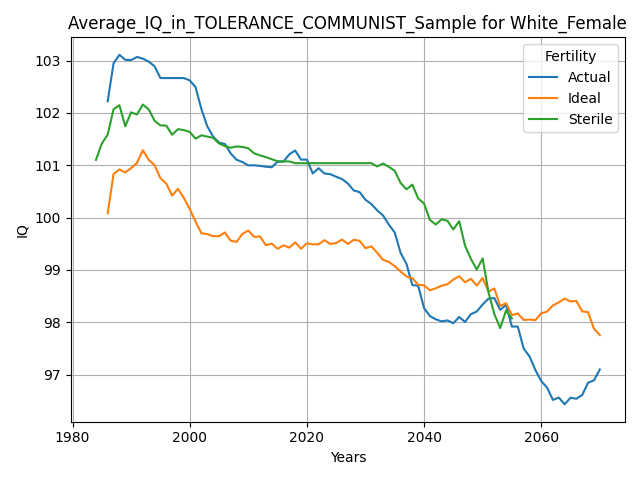 Average_IQ_in_TOLERANCE_COMMUNIST_Sample for White_Female
Fertility
Actual
Ideal
Sterile
103
102
101
100
99
98
97
IQ
1980
2000
2020
2040
2060
Years